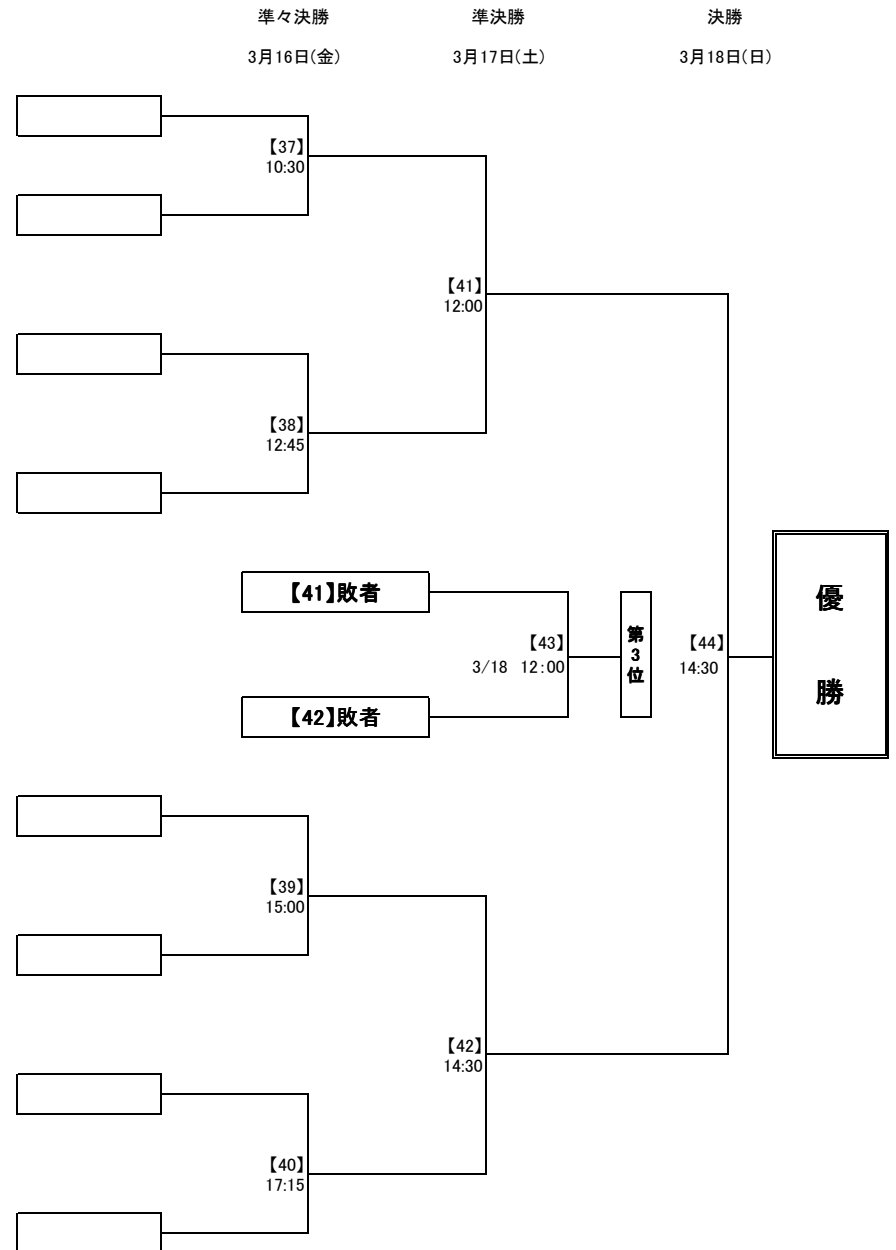 準々決勝 準決勝 決勝
3月16日(金) 3月17日(土) 3月18日(日)
【37】
10:30
【41】
12:00
【38】
12:45
【41】敗者
【43】
3/18 12:00
【42】敗者
第3位
【44】
14:30
優勝
【39】
15:00
【42】
14:30
【40】
17:15